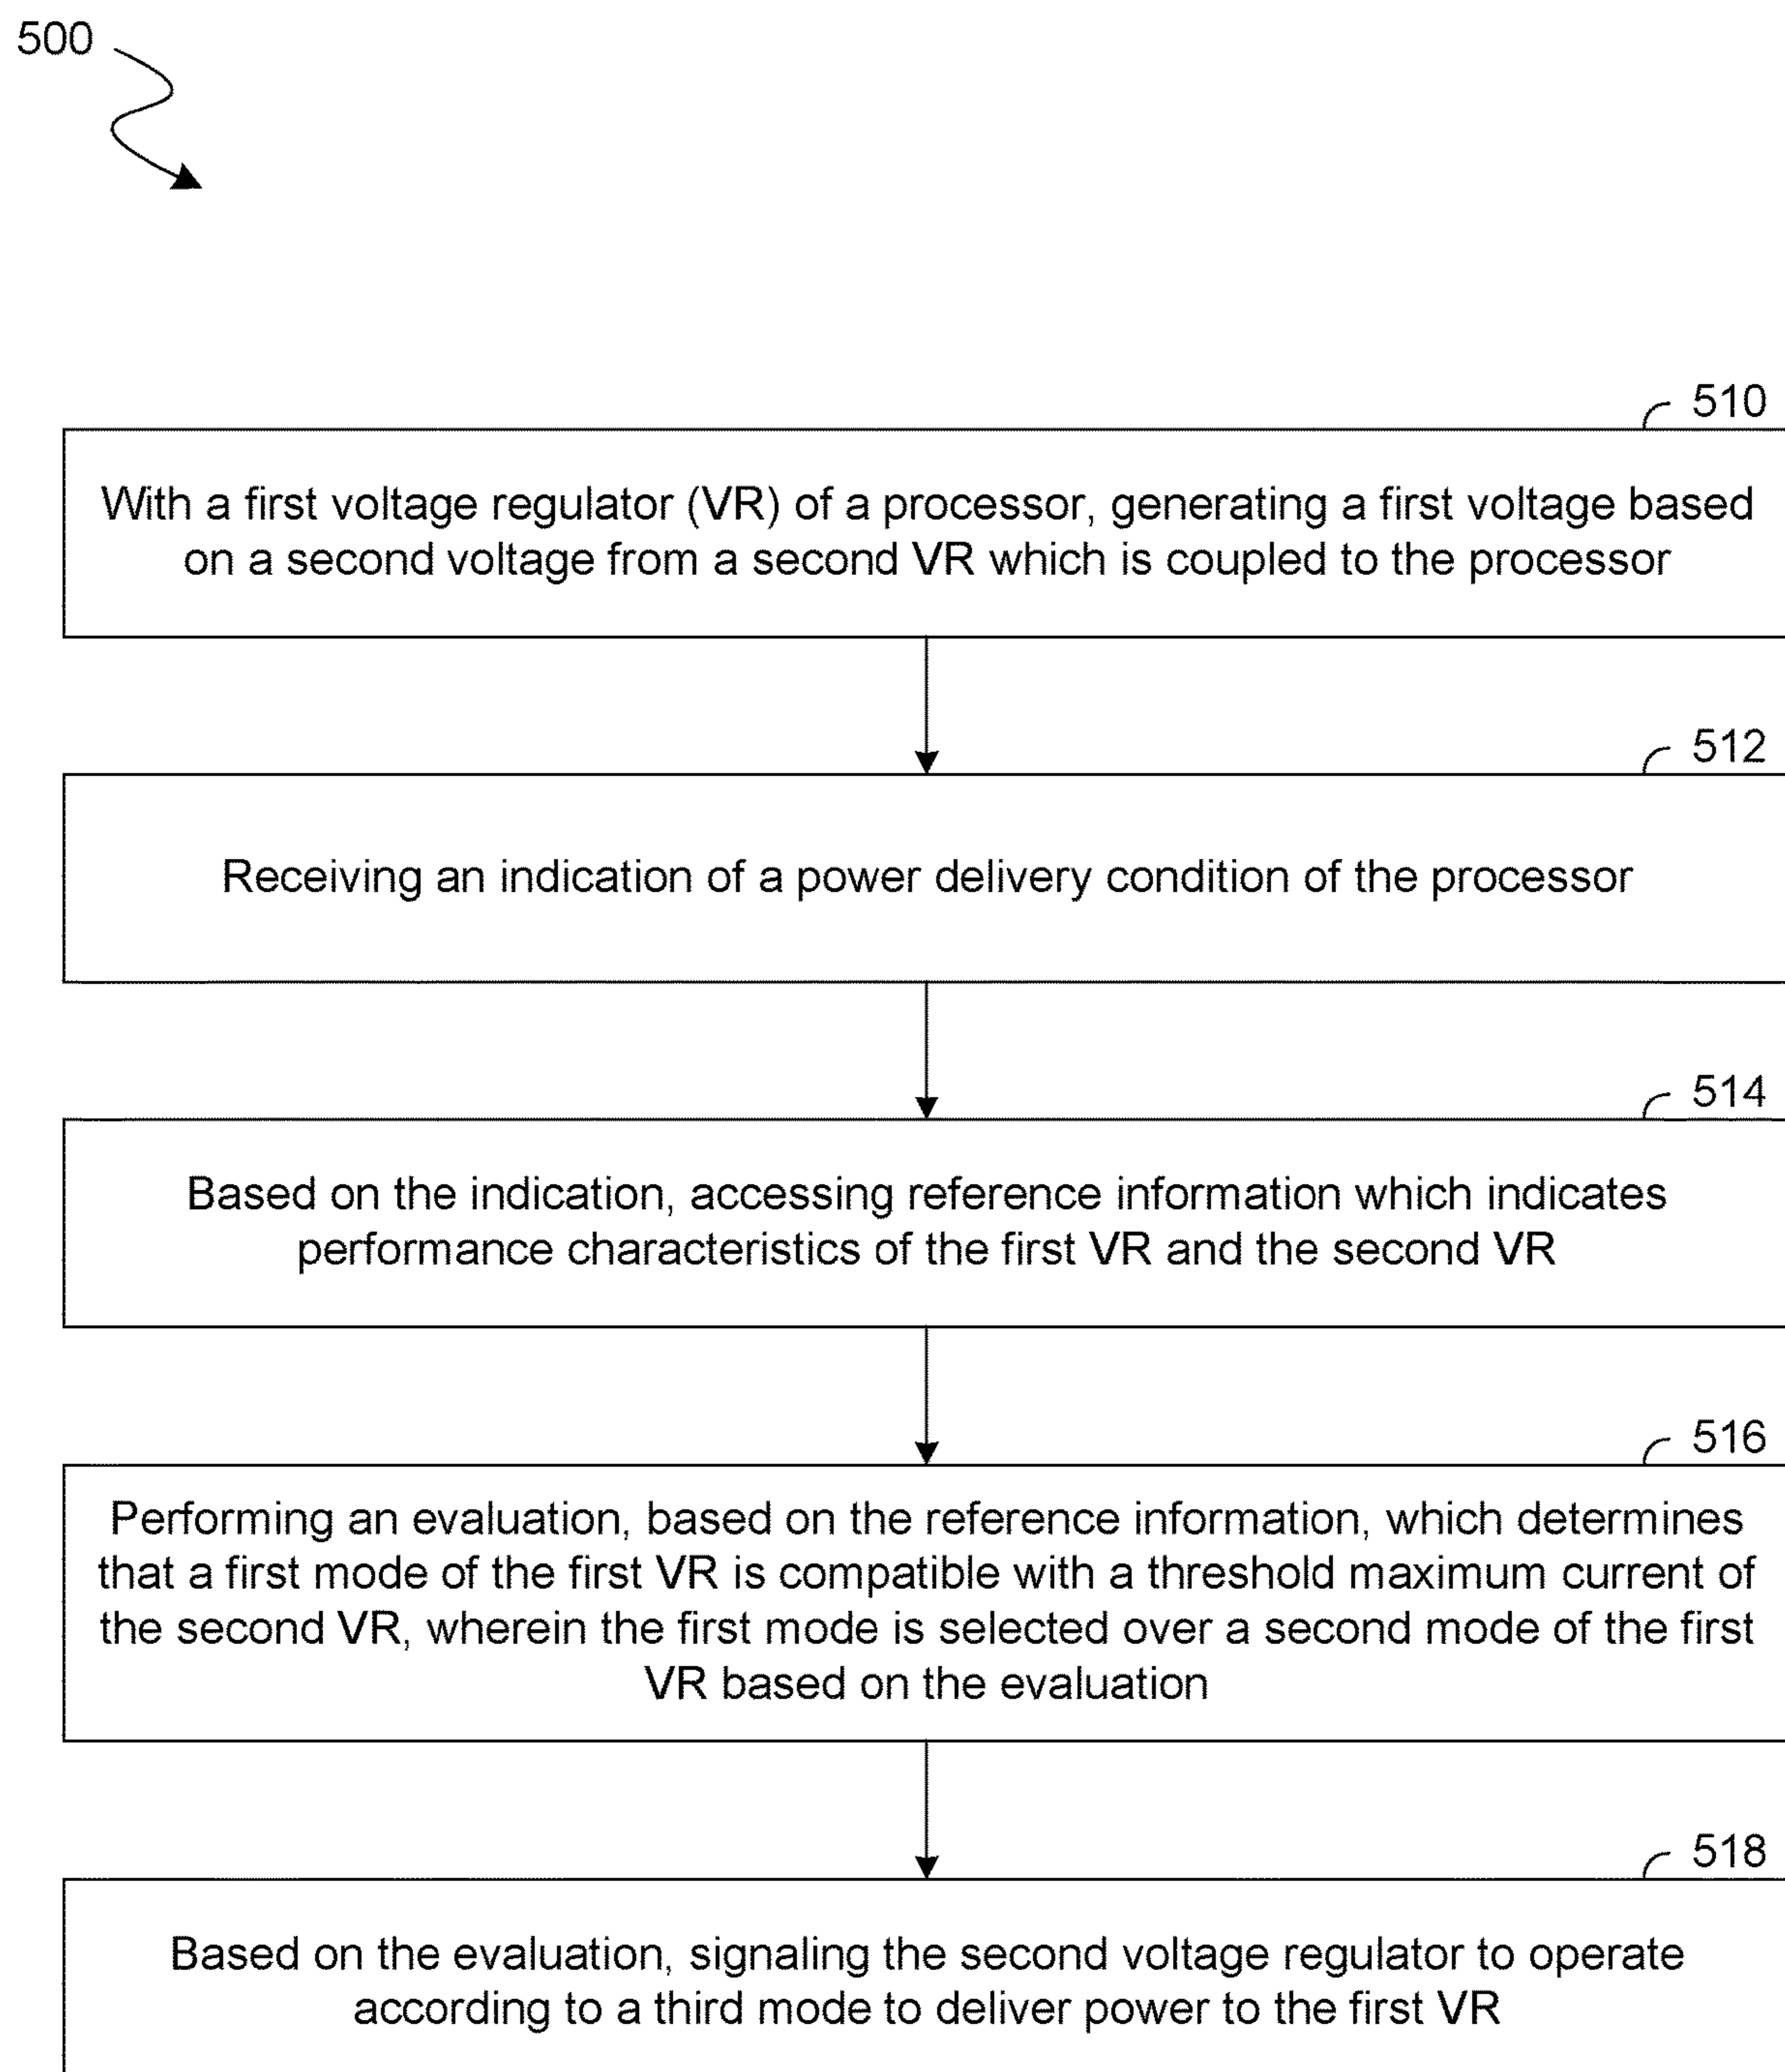 500
510
With a first voltage regulator (VR) of a processor, generating a first voltage based
on a second voltage from a second VR which is coupled to the processor
512
Receiving an indication of a power delivery condition of the processor
514
Based on the indication, accessing reference information which indicates
performance characteristics of the first VR and the second VR
516
Performing an evaluation, based on the reference information, which determines
that a first mode of the first VR is compatible with a threshold maximum current of
the second VR, wherein the first mode is selected over a second mode of the first
VR based on the evaluation
518
Based on the evaluation, signaling the second voltage regulator to operate
according to a third mode to deliver power to the first VR